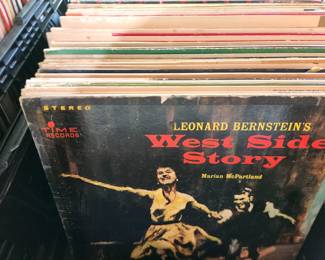 STEREO
TIME
RECORDS
LEONARD BERNSTEIN'S
West Side
Story
Marian McPartland